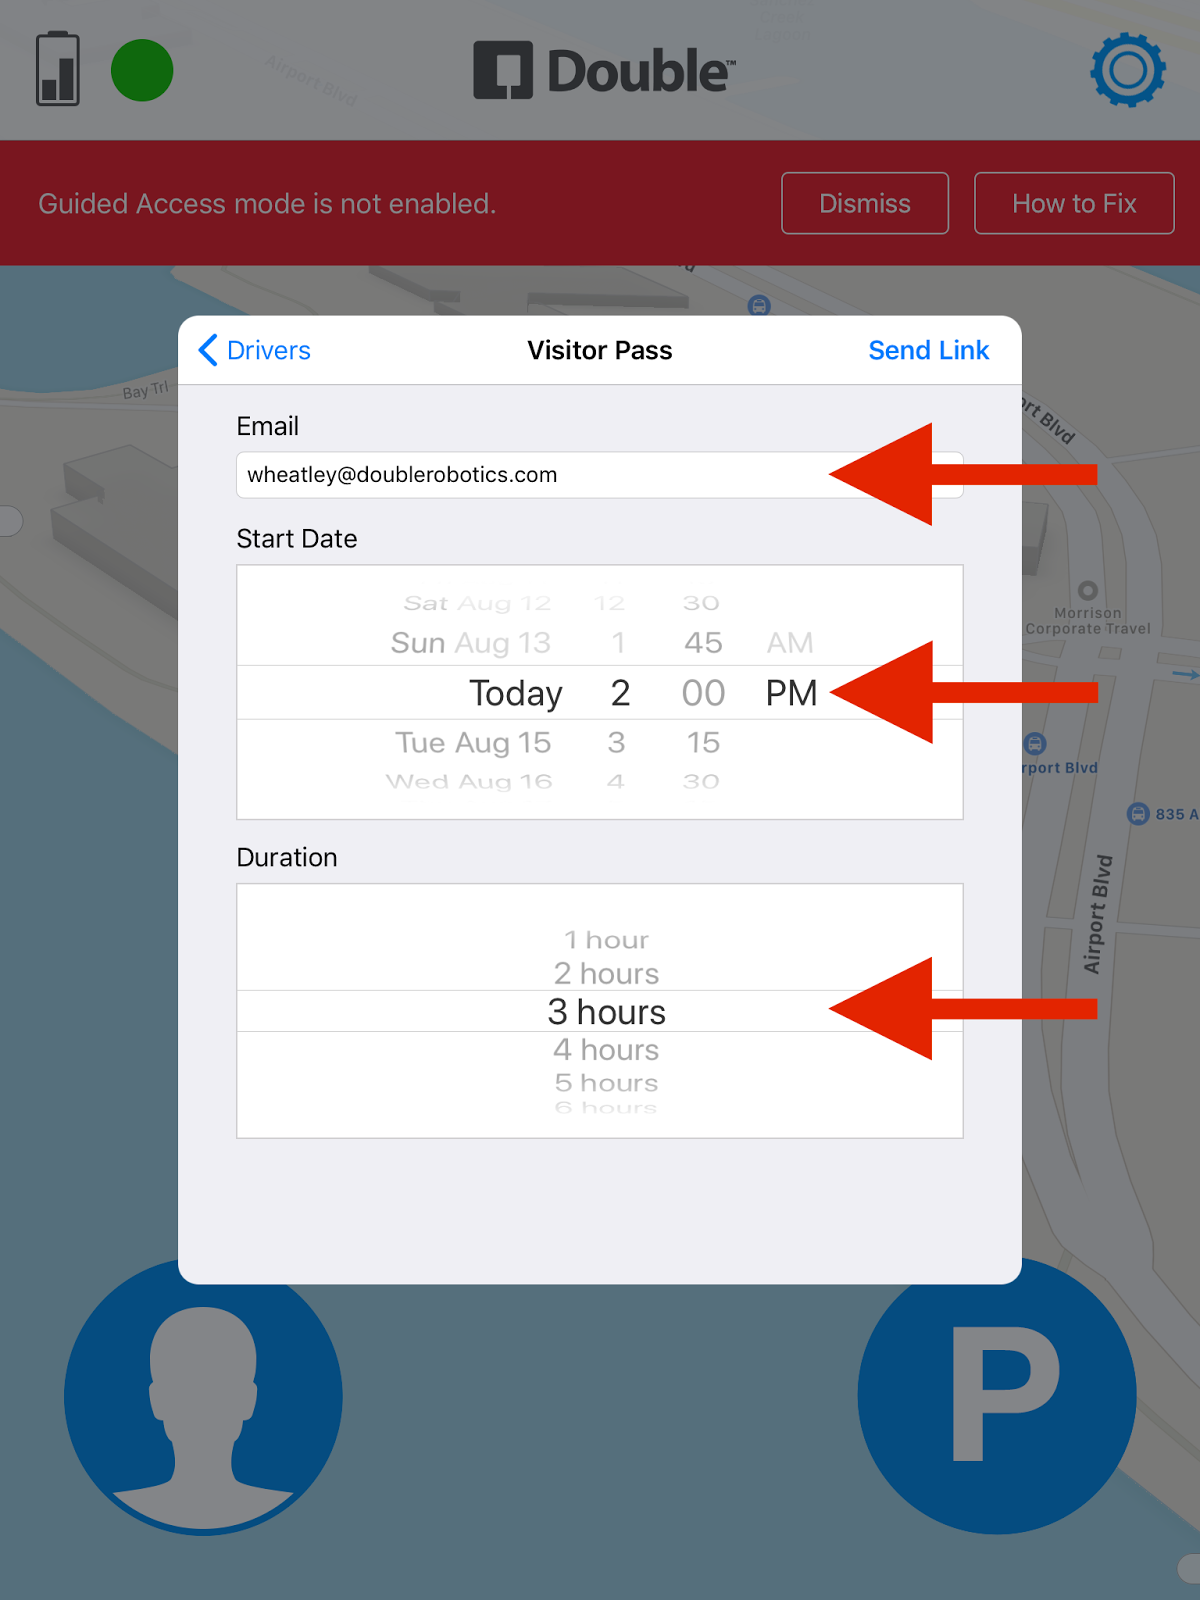 Airport Blvd
Double™
Guided Access mode is not enabled.
Dismiss
How to Fix
Bay Trl
Drivers
Visitor Pass
Send Link
Email
wheatley@doublerobotics.com
Start Date
Sat Aug 12 12 30
Sun Aug 13 1 45 AM
Today 2 00 PM
Tue Aug 15 3 15
Wed Aug 16 4 30
Duration
1 hour
2 hours
3 hours
4 hours
5 hours
6 hours
Blvd
Morrison
Corporate Travel
Blvd
835 A
Airport Blvd
P